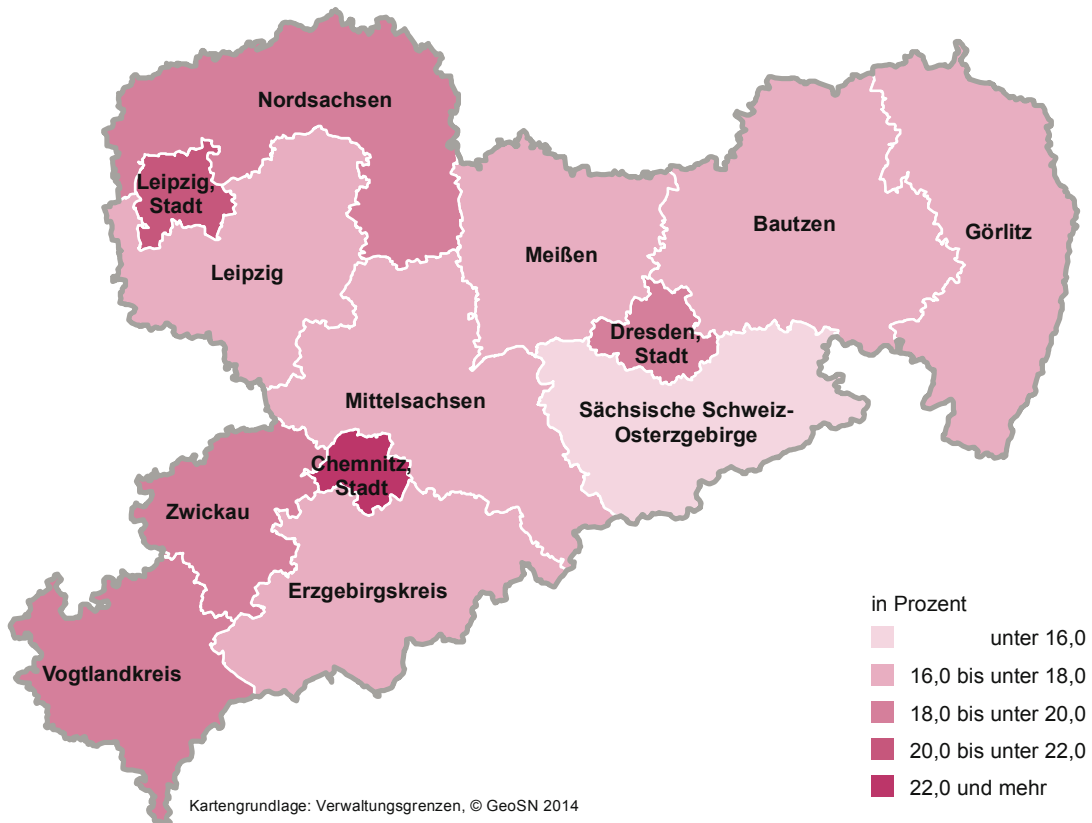 Nordsachsen
Leipzig,
Stadt
Leipzig
Meißen
Bautzen
Görlitz
Dresden,
Stadt
Mittelsachsen
Sächsische Schweiz-
Osterzgebirge
Chemnitz,
Stadt
Zwickau
Erzgebirgskreis
Vogtlandkreis
in Prozent
unter 16,0
16,0 bis unter 18,0
18,0 bis unter 20,0
20,0 bis unter 22,0
22,0 und mehr
Kartengrundlage: Verwaltungsgrenzen, © GeoSN 2014